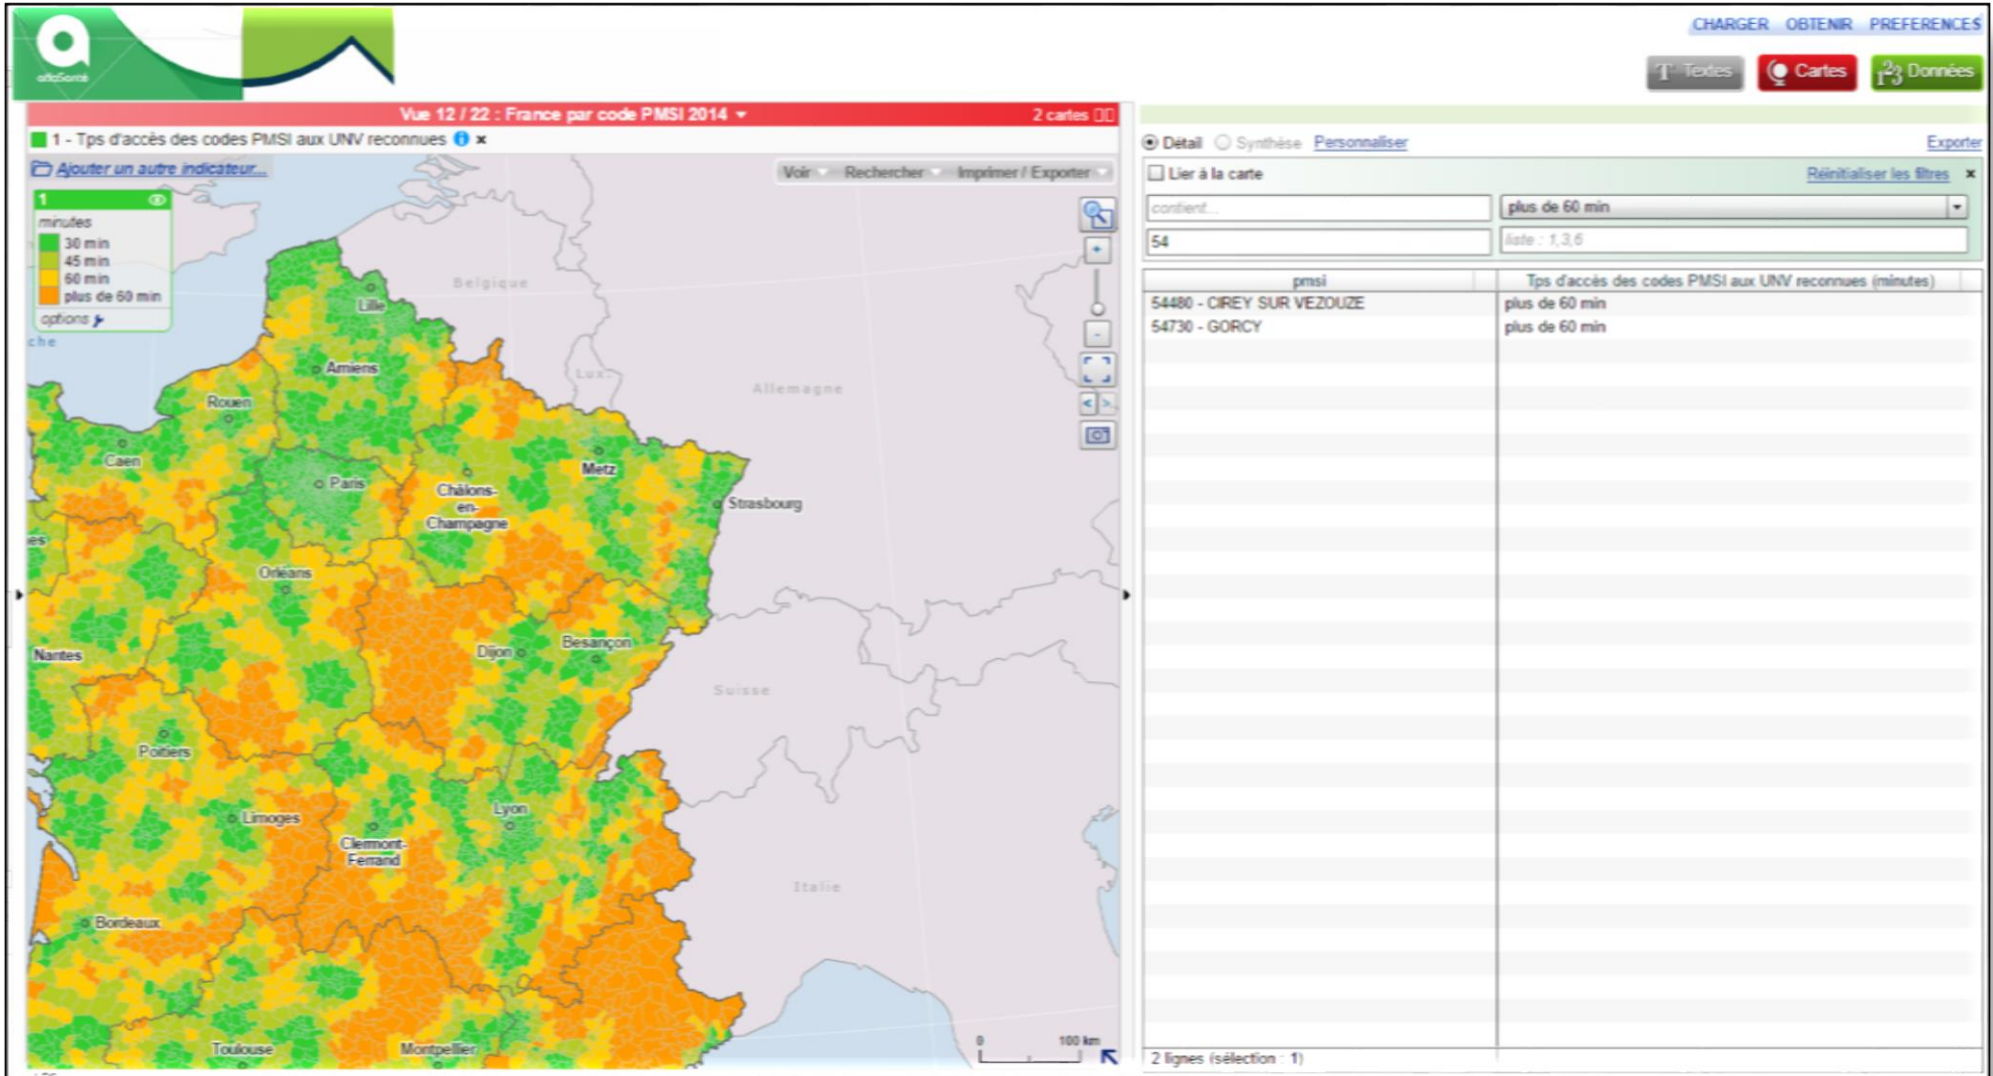 atlaSanté
CHARGER OBTENIR PREFERENCES
T Textes Cartes 123 Données
Vue 12 / 22 : France par code PMSI 2014
2 cartes
1 - Tps d'accès des codes PMSI aux UNV reconnues i x
Ajouter un autre indicateur...
Voir Rechercher Imprimer / Exporter
1
minutes
30 min
45 min
60 min
plus de 60 min
options
che
Belgique
Lille
Lux.
Allemagne
Amiens
Rouen
Caen
Paris
Metz
Châlons-
en-
Champagne
Strasbourg
es
Orléans
Nantes
Dijon
Besançon
Suisse
Poitiers
Limoges
Lyon
Clermont-
Ferrand
Italie
Bordeaux
Toulouse
Montpellier
0 100 km
+
-
< >
Détail Synthèse Personnaliser Exporter
Lier à la carte Réinitialiser les filtres x
contient... plus de 60 min
54 liste : 1,3,6
pmsi Tps d'accès des codes PMSI aux UNV reconnues (minutes)
54480 - CIREY SUR VEZOUZE plus de 60 min
54730 - GORCY plus de 60 min
2 lignes (sélection : 1)